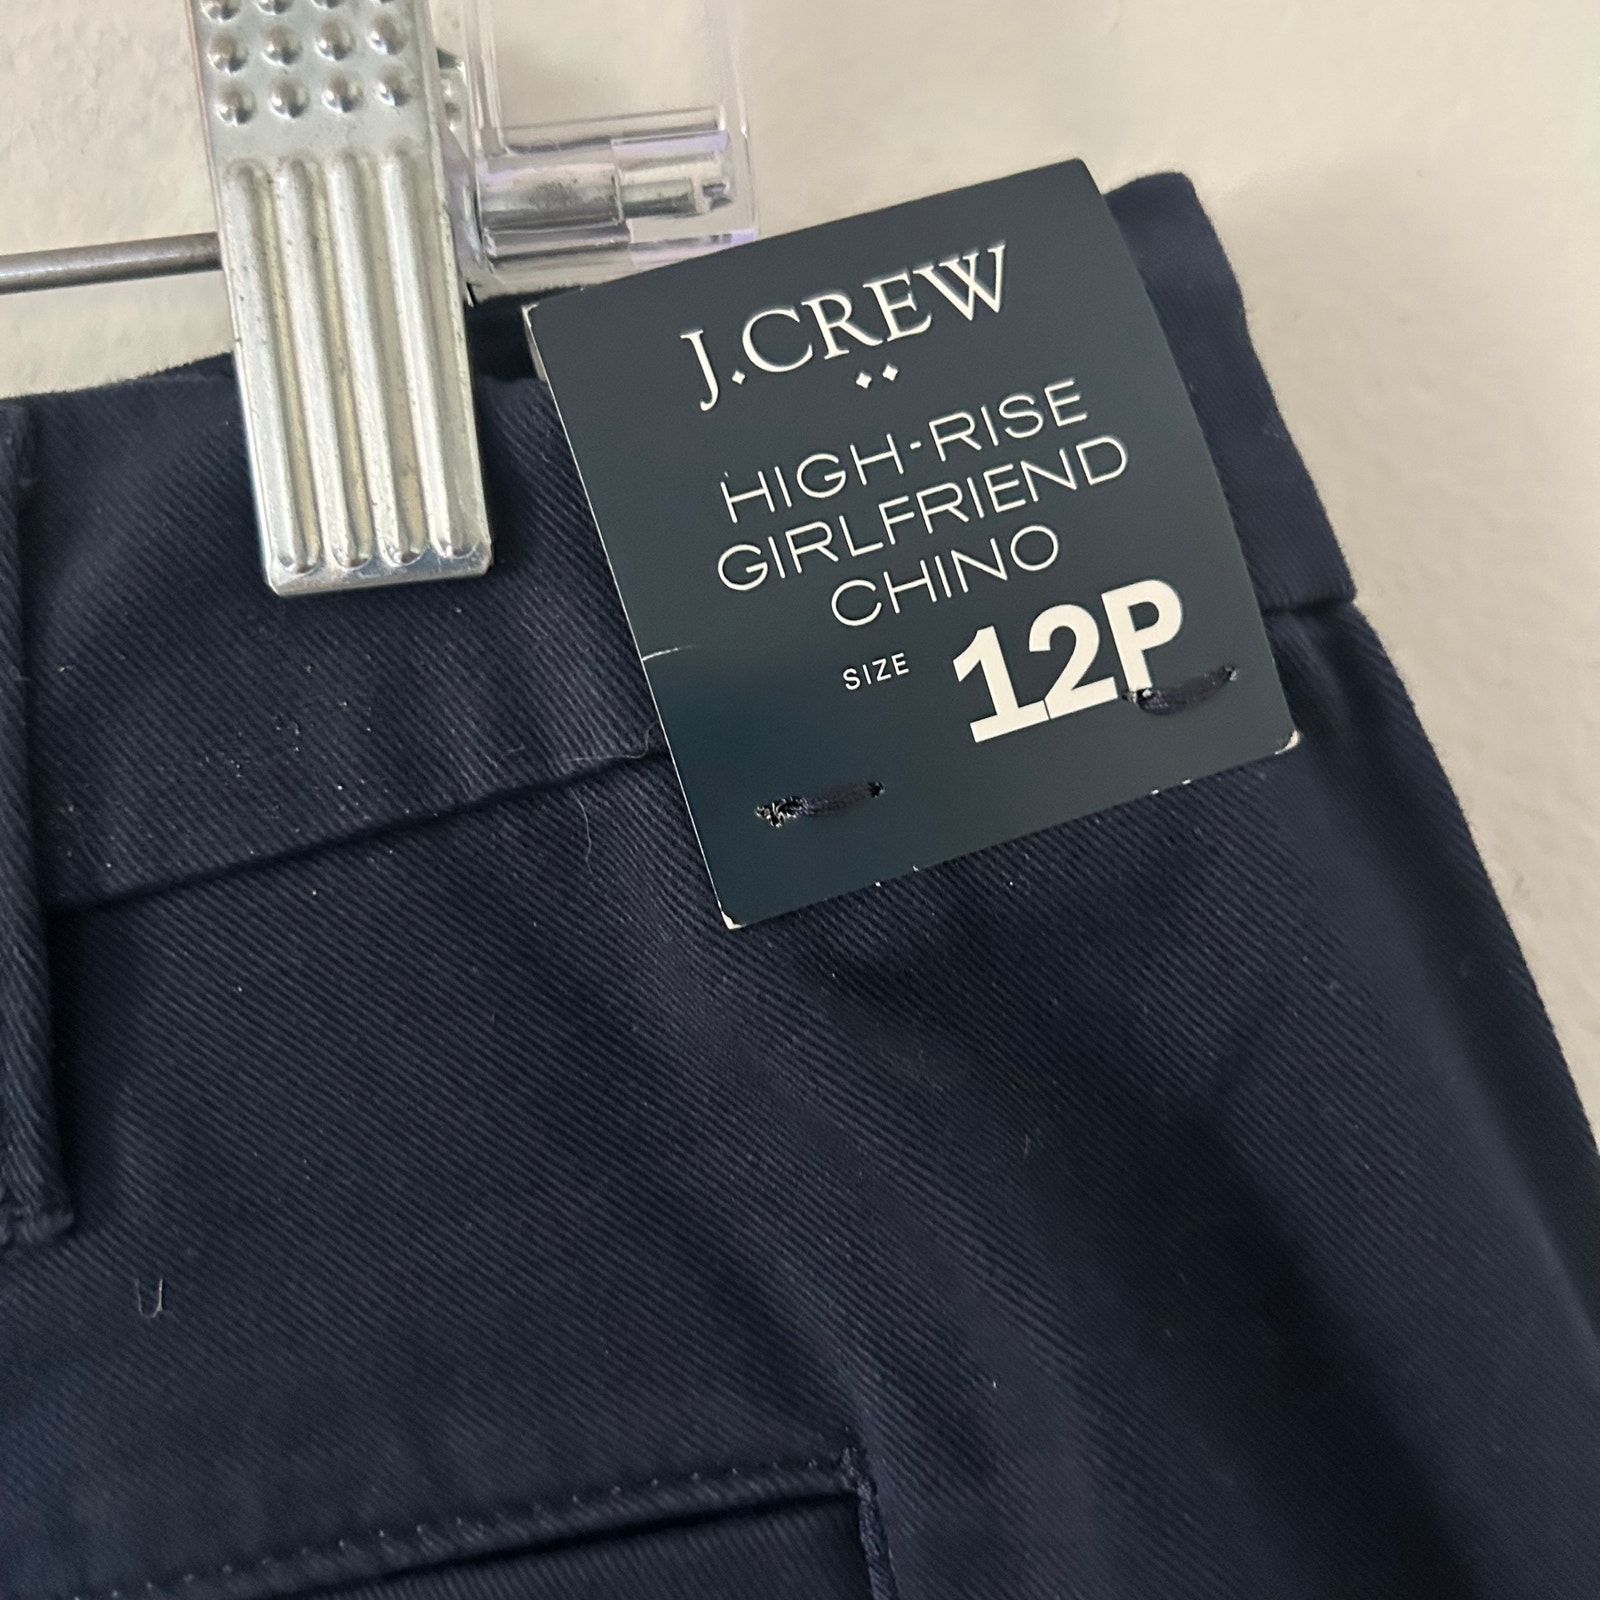 J.CREW
HIGH-RISE
GIRLFRIEND
CHINO
SIZE 12P